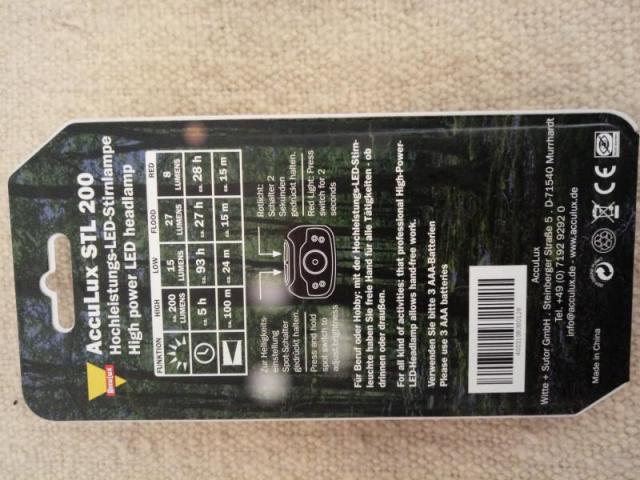 AccuLux
AccuLux STL 200
Hochleistungs-LED-Stirnlampe
High power LED headlamp
FUNKTION HIGH LOW FLOOD RED
ca. 200 LUMENS 15 LUMENS 27 LUMENS 8 LUMENS
ca. 5 h ca. 93 h ca. 27 h ca. 28 h
ca. 100 m ca. 24 m ca. 15 m ca. 15 m
Zur Helligkeits-
einstellung
Spot-Schalter
gedrückt halten.
Press and hold
spot switch to
adjust brightness
Rotlicht:
Schalter 2
Sekunden
gedrückt halten.
Red Light: Press
switch for 2
seconds
Für Beruf oder Hobby: mit der Hochleistungs-LED-Stirn-
leuchte haben Sie freie Hand für alle Tätigkeiten - ob
drinnen oder draußen.
For all kind of activities: that professional High-Power-
LED-Headlamp allows hand-free work.
Verwenden Sie bitte 3 AAA-Batterien
Please use 3 AAA batteries
AccuLux
Witte + Sutor GmbH . Steinberger Straße 5 . D-71540 Murrhardt
Tel. +49 (0) 7192 9292 0
info@acculux.de - www.acculux.de
Made in China
CE